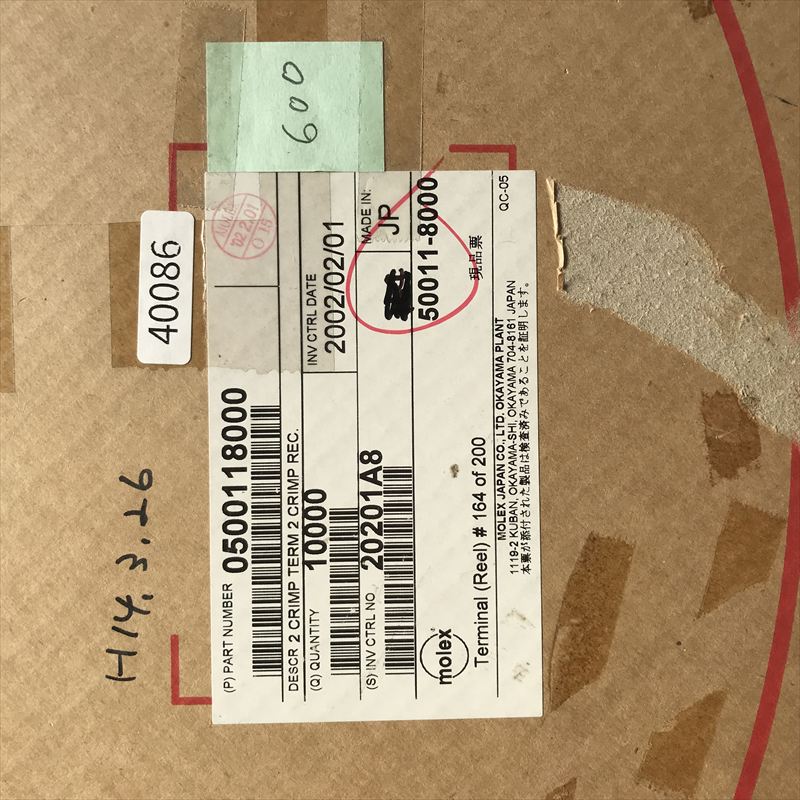 600
40086
H14.3.26
(P) PART NUMBER 0500118000
'02.2.01
DESCR 2 CRIMP TERM 2 CRIMP REC.
(Q) QUANTITY 10000
INV CTRL DATE
2002/02/01
(S) INV CTRL NO 20201A8
MADE IN: JP
molex
50011-8000
Terminal (Reel) # 164 of 200
現品票
QC-05
MOLEX JAPAN CO., LTD. OKAYAMA PLANT
1119-2 KUBAN, OKAYAMA-SHI, OKAYAMA 704-8161 JAPAN
本票が添付された製品は検査済みであることを証明します。